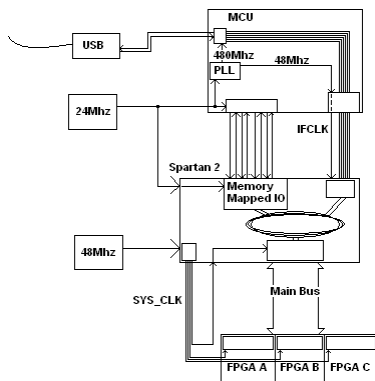 MCU
USB
480Mhz
PLL
48Mhz
24Mhz
IFCLK
Spartan 2
Memory
Mapped IO
48Mhz
SYS_CLK
Main Bus
FPGA A
FPGA B
FPGA C